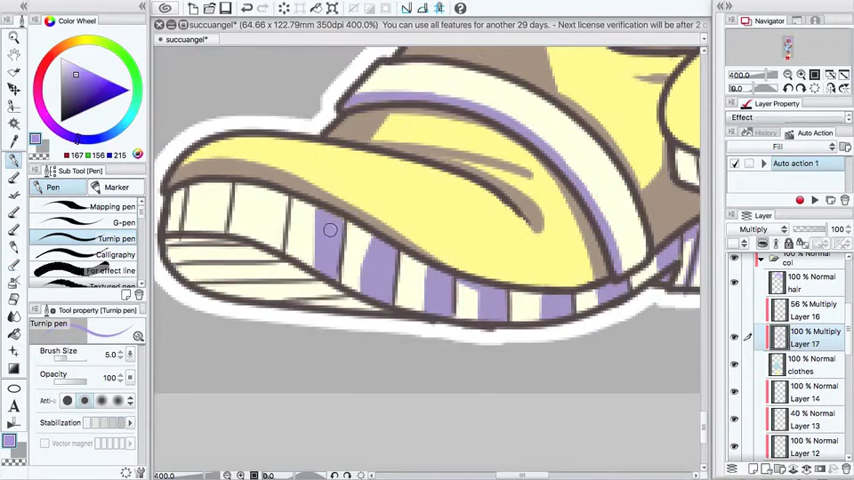 succuangel* (64.66 x 122.79mm 350dpi 400.0%) You can use all features for another 29 days. - Next license verification will be after 2
succuangel*
Color Wheel
167 156 215
Sub Tool (Pen)
Pen
Marker
Mapping pen
G-pen
Turnip pen
Calligraphy
For effect line
Textured pen
Tool property [Turnip pen]
Turnip pen
Brush Size 5.0
Opacity 100
Anti-a
Stabilization
Vector magnet
400.0 0.0
Navigator
400.0
0.0
Layer Property
Effect
History
Auto Action
Fill
Auto action 1
Layer
Multiply 100
100 % Normal
col
100 % Normal
hair
56 % Multiply
Layer 16
100 % Multiply
Layer 17
100 % Normal
clothes
100 % Normal
Layer 14
40 % Normal
Layer 13
100 % Normal
Layer 12